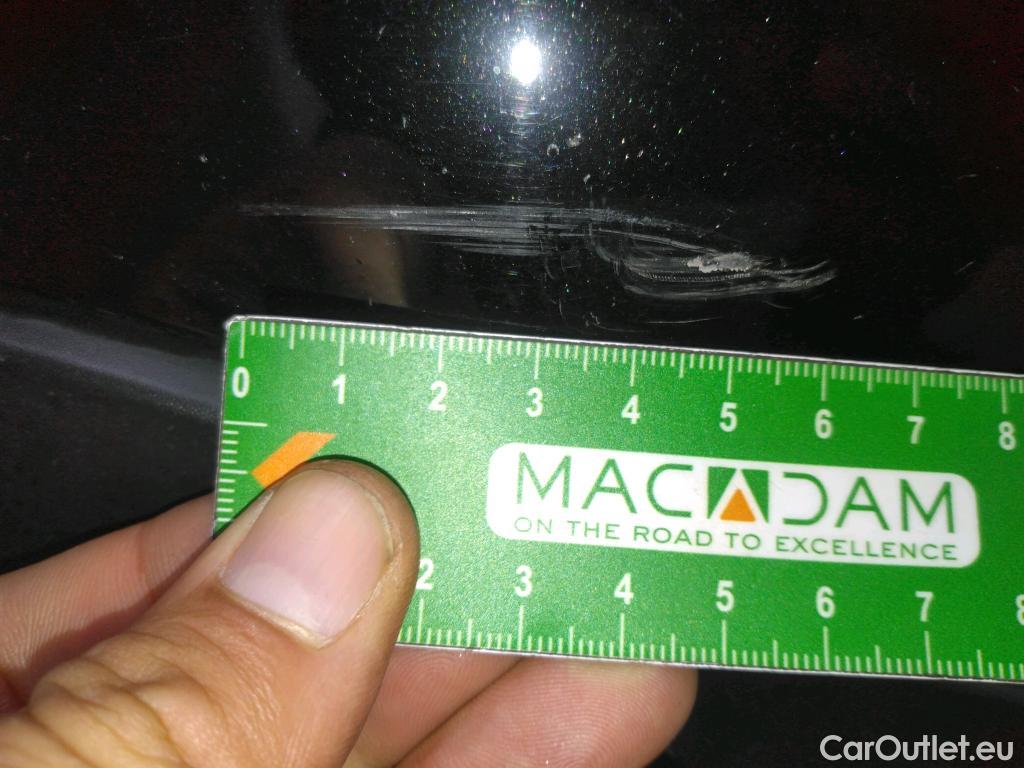 0 1 2 3 4 5 6 7 8
MACADAM
ON THE ROAD TO EXCELLENCE
2 3 4 5 6 7 8
CarOutlet.eu